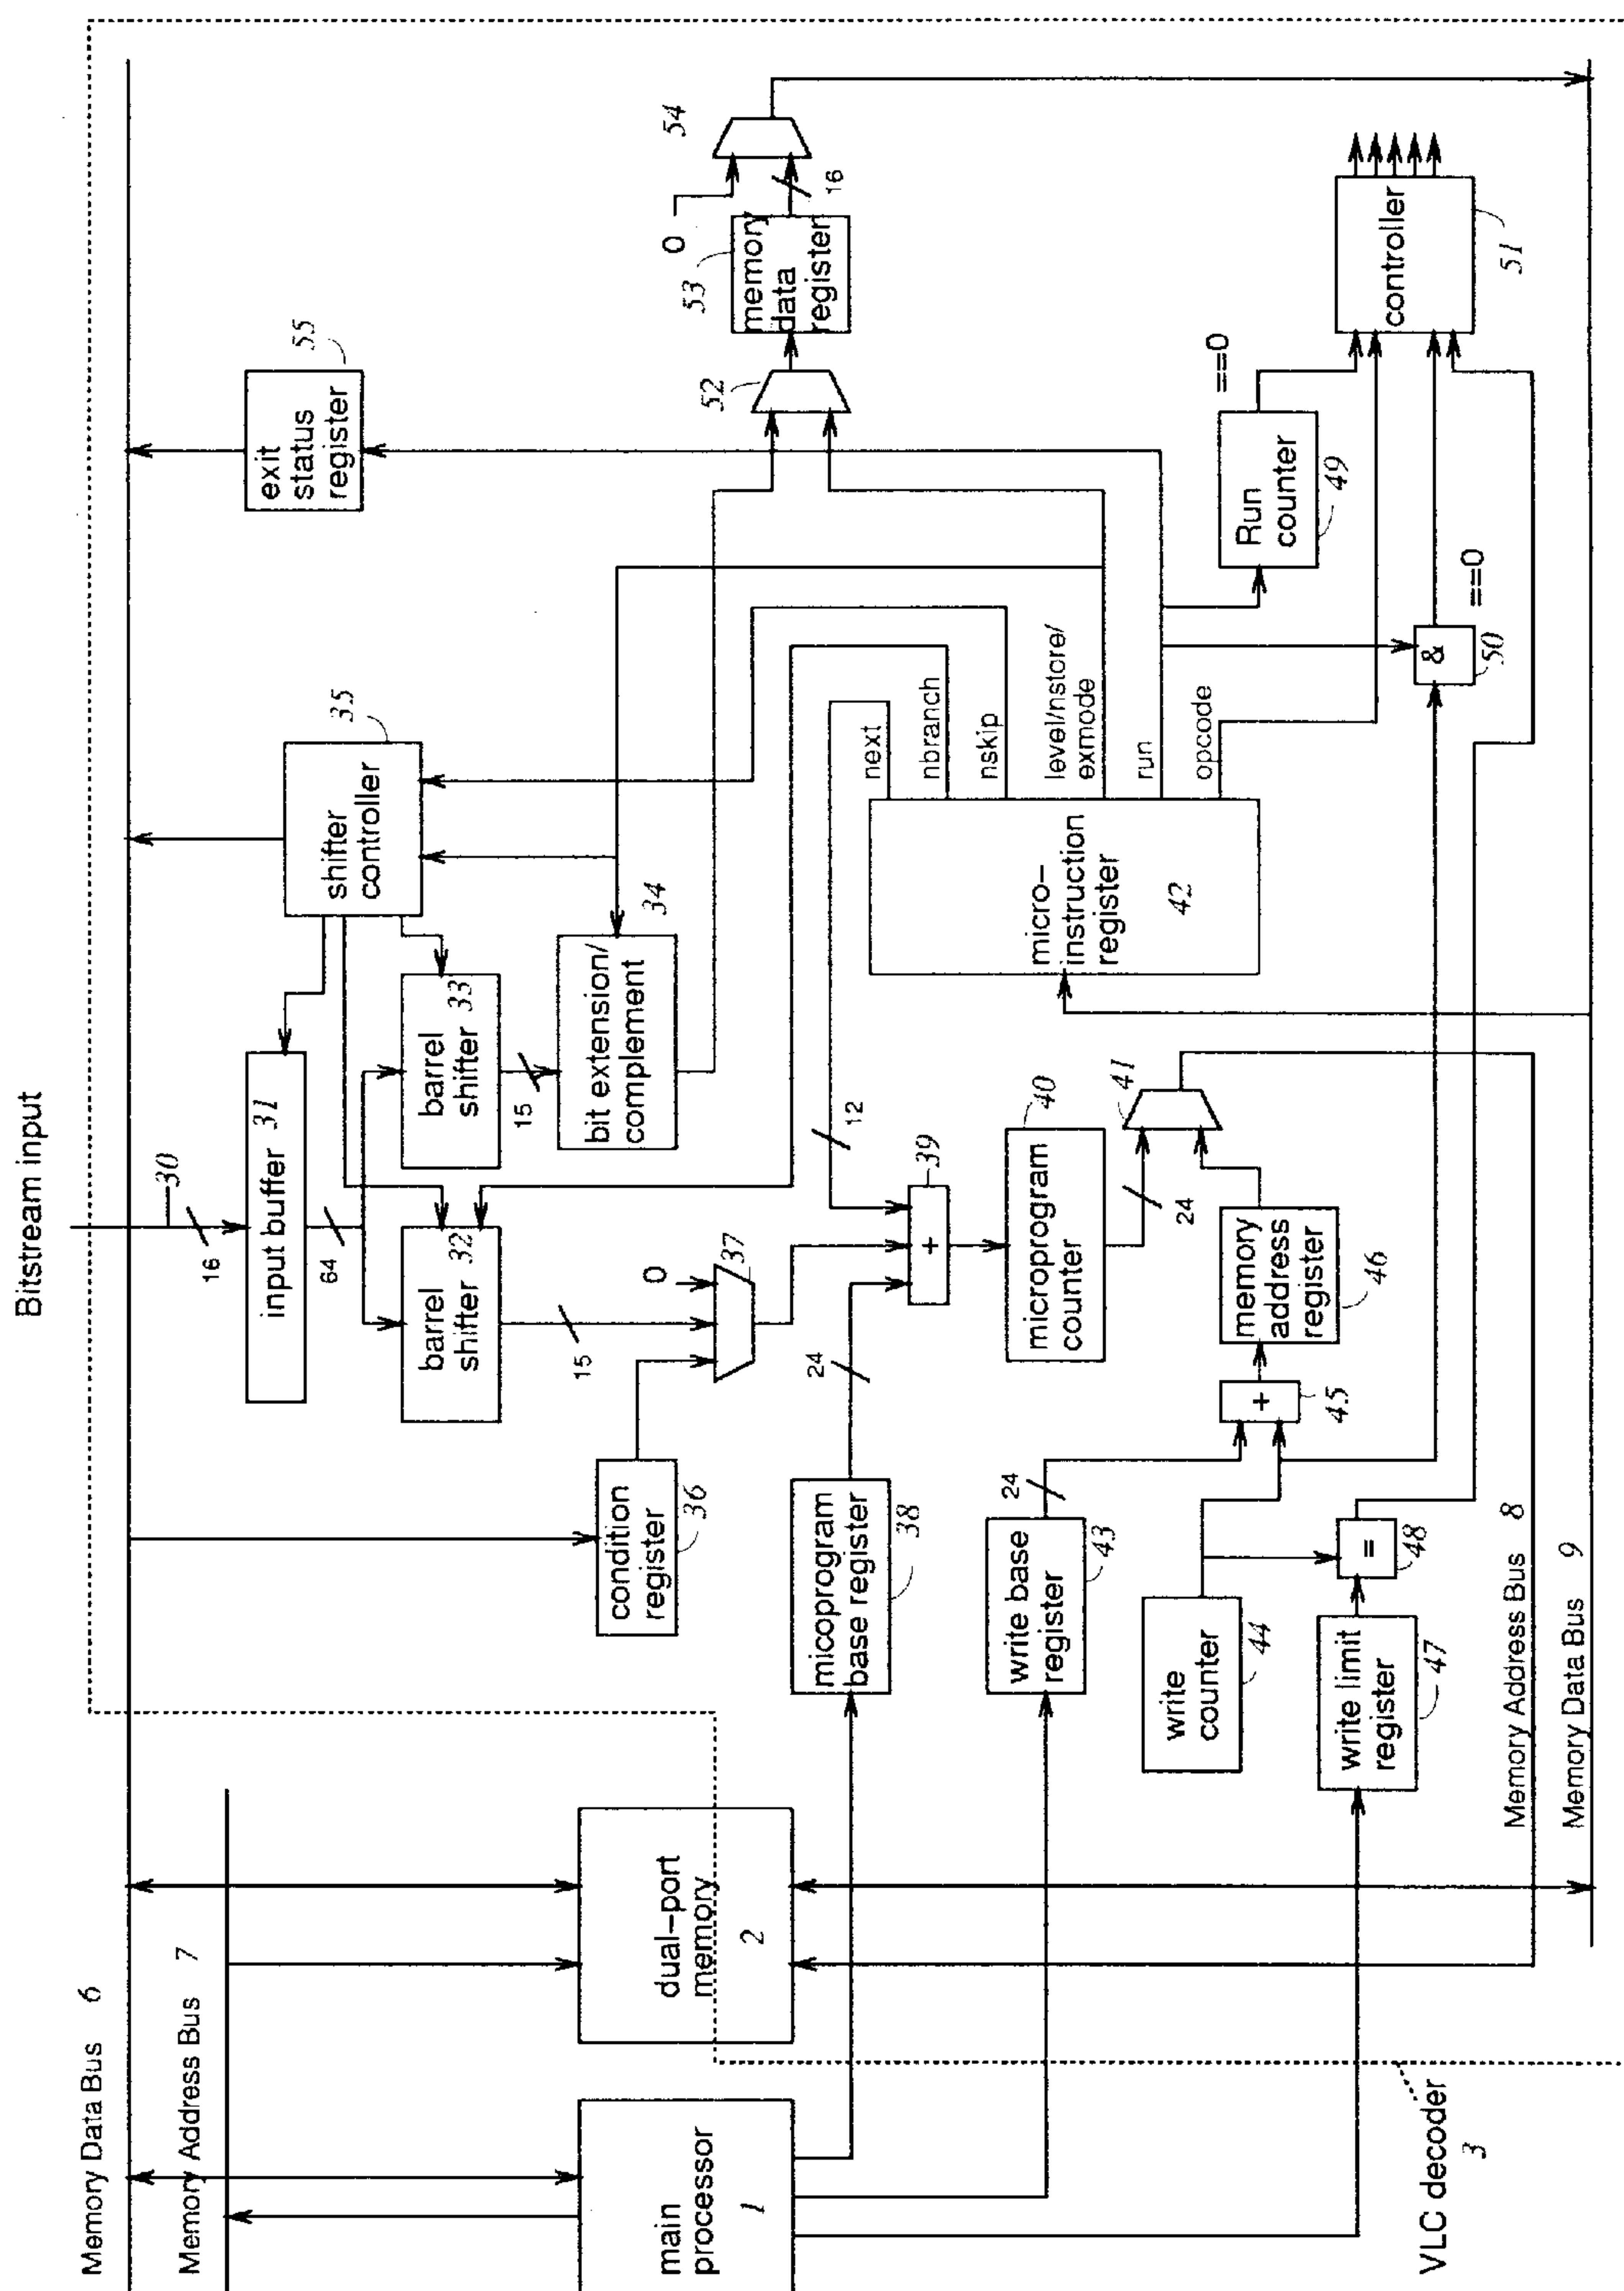 Bitstream input
Memory Data Bus 6
Memory Address Bus 7
main
processor
1
dual-port
memory
2
VLC decoder
3
30
16
input buffer 31
64
barrel
shifter 32
barrel
shifter 33
15
15
bit extension/
complement
34
shifter
controller
35
exit
status
register
55
condition
register
36
0
37
micoprogram
base register
38
24
+
39
12
microprogram
counter
40
24
41
write base
register
43
24
write
counter
44
+
45
memory
address
register
46
write limit
register
47
=
48
micro-
instruction
register
42
next
nbranch
nskip
level/nstore/
exmode
run
opcode
52
memory
data
register
53
0
16
54
Run
counter
49
==0
&
50
==0
controller
51
Memory Address Bus 8
Memory Data Bus 9